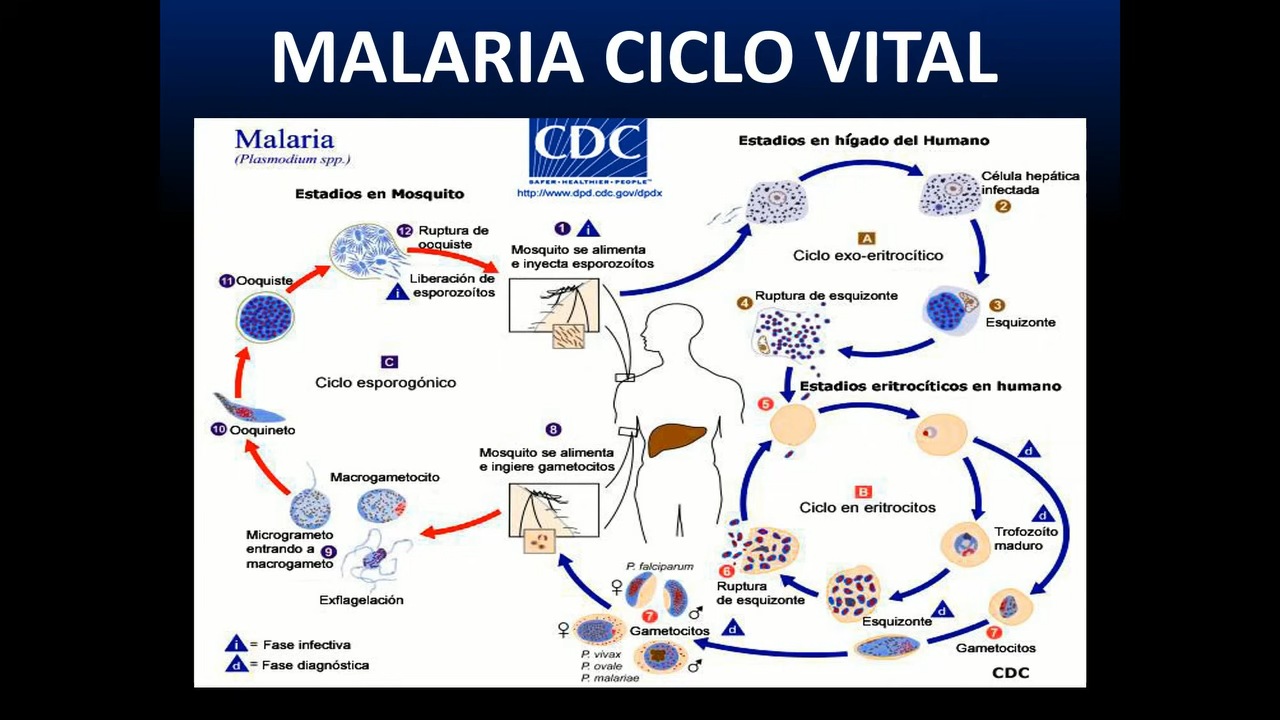 MALARIA CICLO VITAL
Malaria
(Plasmodium spp.)
CDC
SAFER • HEALTHIER • PEOPLE™
http://www.dpd.cdc.gov/dpdx
Estadios en hígado del Humano
Estadios en Mosquito
Célula hepática
infectada
2
12 Ruptura de
ooquiste
1 i
Mosquito se alimenta
e inyecta esporozoítos
A
Ciclo exo-eritrocítico
11 Ooquiste
i Liberación de
esporozoítos
4 Ruptura de esquizonte
3
Esquizonte
C
Ciclo esporogónico
Estadios eritrocíticos en humano
5
10 Ooquineto
8
Mosquito se alimenta
e ingiere gametocitos
d
Macrogametocito
B
Ciclo en eritrocitos
d
Trofozoíto
maduro
Microgrameto
entrando a
macrogameto
9
Exflagelación
P. falciparum
♀
♂
7
Gametocitos
d
♀
♂
P. vivax
P. ovale
P. malariae
6
Ruptura
de esquizonte
Esquizonte
d
7
Gametocitos
i = Fase infectiva
d = Fase diagnóstica
CDC